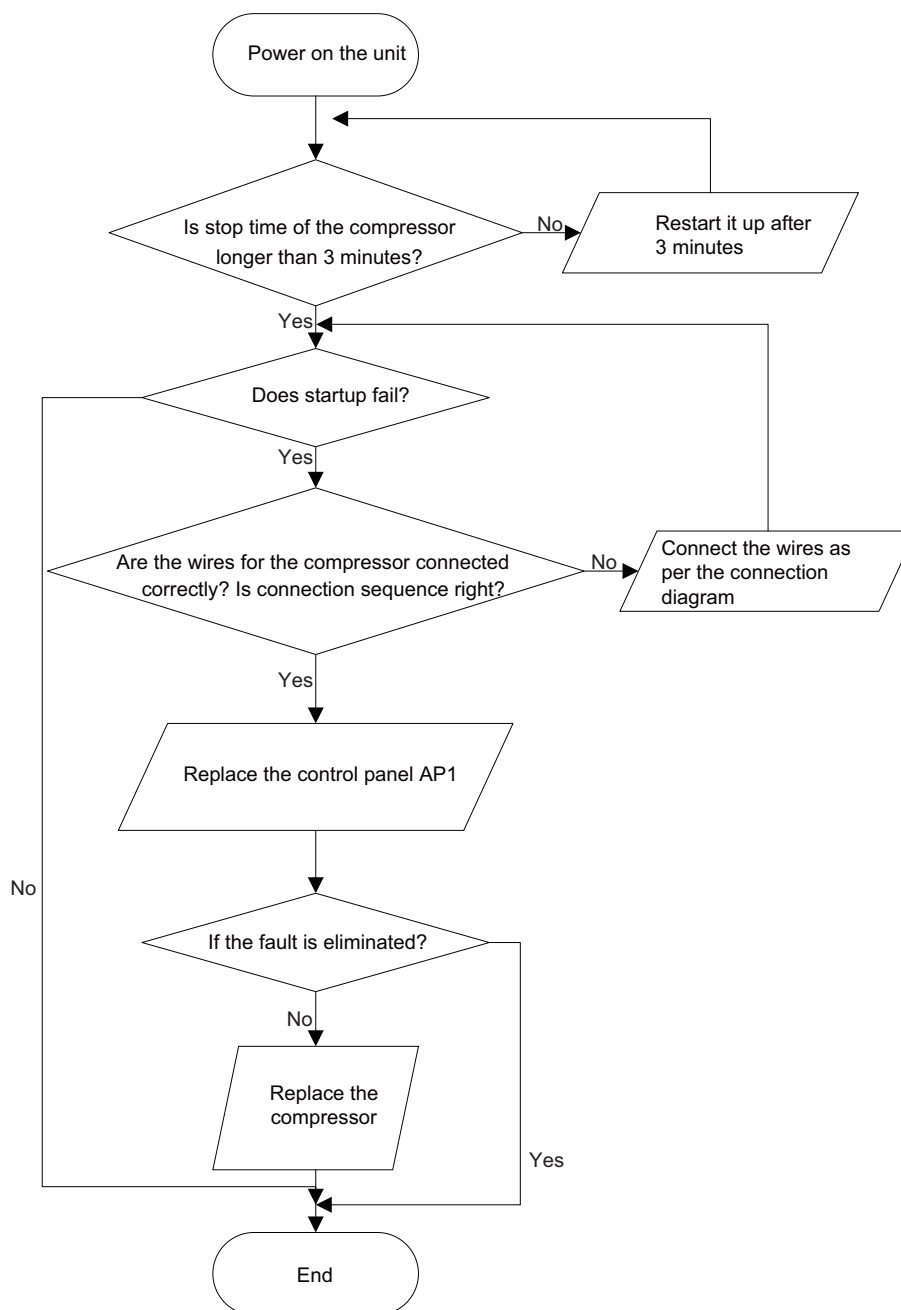 Power on the unit
Is stop time of the compressor
longer than 3 minutes?
No
Restart it up after
3 minutes
Yes
Does startup fail?
Yes
Are the wires for the compressor connected
correctly? Is connection sequence right?
No
Connect the wires as
per the connection
diagram
Yes
Replace the control panel AP1
No
If the fault is eliminated?
No
Replace the
compressor
Yes
End